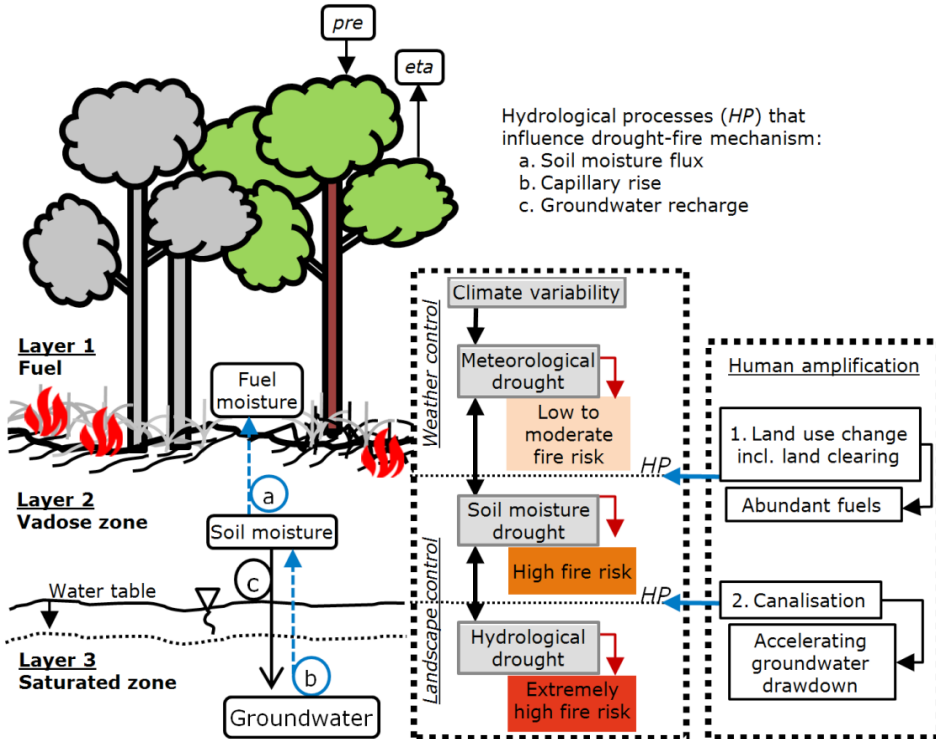 pre
eta
Hydrological processes (HP) that
influence drought-fire mechanism:
a. Soil moisture flux
b. Capillary rise
c. Groundwater recharge
Layer 1
Fuel
Fuel
moisture
a
Layer 2
Vadose zone
Soil moisture
c
Water table
Layer 3
Saturated zone
b
Groundwater
Weather control
Landscape control
Climate variability
Meteorological
drought
Low to
moderate
fire risk
HP
Soil moisture
drought
High fire risk
HP
Hydrological
drought
Extremely
high fire risk
Human amplification
1. Land use change
incl. land clearing
Abundant fuels
2. Canalisation
Accelerating
groundwater
drawdown